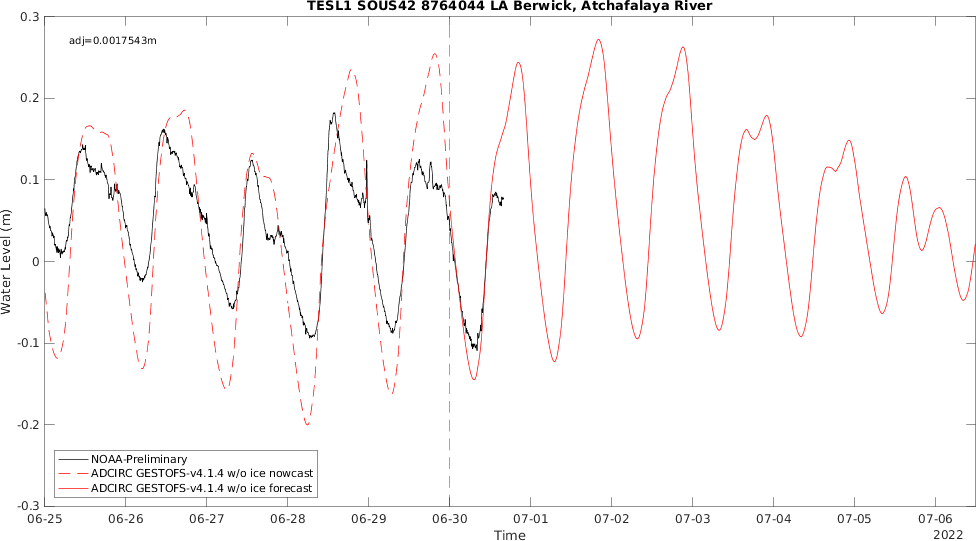 TESL1 SOUS42 8764044 LA Berwick, Atchafalaya River
adj=0.0017543m
0.3
0.2
0.1
0
-0.1
-0.2
-0.3
Water Level (m)
NOAA-Preliminary
ADCIRC GESTOFS-v4.1.4 w/o ice nowcast
ADCIRC GESTOFS-v4.1.4 w/o ice forecast
06-25 06-26 06-27 06-28 06-29 06-30 07-01 07-02 07-03 07-04 07-05 07-06
Time
2022